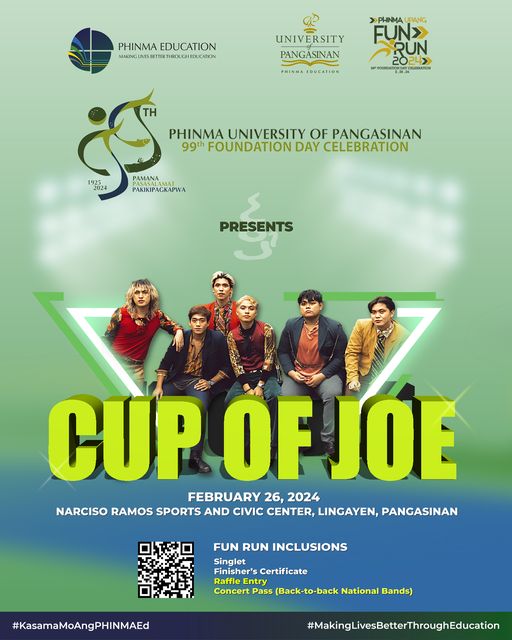 PHINMA EDUCATION
MAKING LIVES BETTER THROUGH EDUCATION
UNIVERSITY
of
PANGASINAN
PHINMA EDUCATION
PHINMA UPANG
FUN
RUN
2024
99th FOUNDATION DAY CELEBRATION
TH
1925
2024
PAMANA
PASASALAMAT
PAKIKIPAGKAPWA
PHINMA UNIVERSITY OF PANGASINAN
99th FOUNDATION DAY CELEBRATION
PRESENTS
CUP OF JOE
FEBRUARY 26, 2024
NARCISO RAMOS SPORTS AND CIVIC CENTER, LINGAYEN, PANGASINAN
FUN RUN INCLUSIONS
Singlet
Finisher's Certificate
Raffle Entry
Concert Pass (Back-to-back National Bands)
#KasamaMoAngPHINMAEd
#MakingLivesBetterThroughEducation